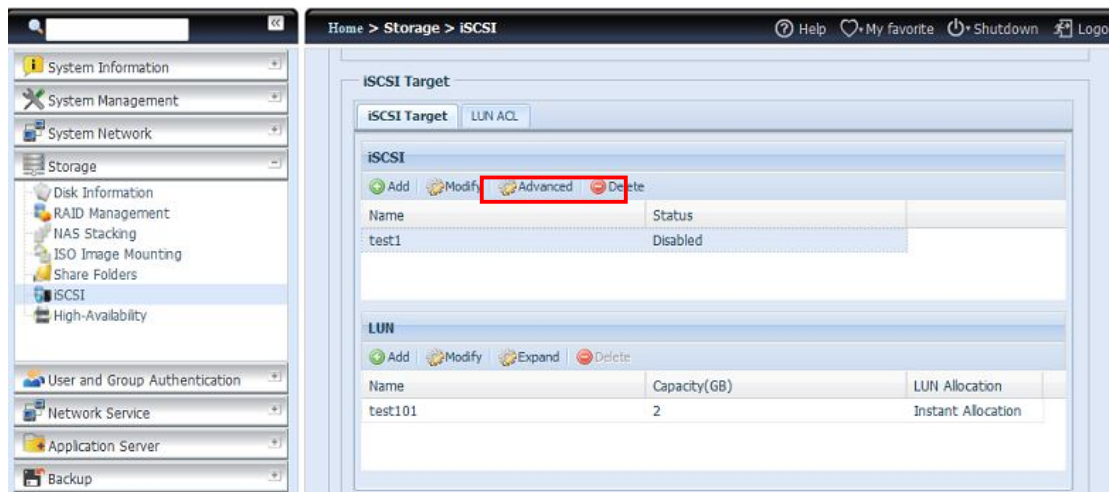 Home > Storage > iSCSI
Help My favorite Shutdown Logo
System Information
System Management
System Network
Storage
Disk Information
RAID Management
NAS Stacking
ISO Image Mounting
Share Folders
iSCSI
High-Availability
User and Group Authentication
Network Service
Application Server
Backup
iSCSI Target
iSCSI Target LUN ACL
iSCSI
Add Modify Advanced Delete
Name Status
test1 Disabled
LUN
Add Modify Expand Delete
Name Capacity(GB) LUN Allocation
test101 2 Instant Allocation